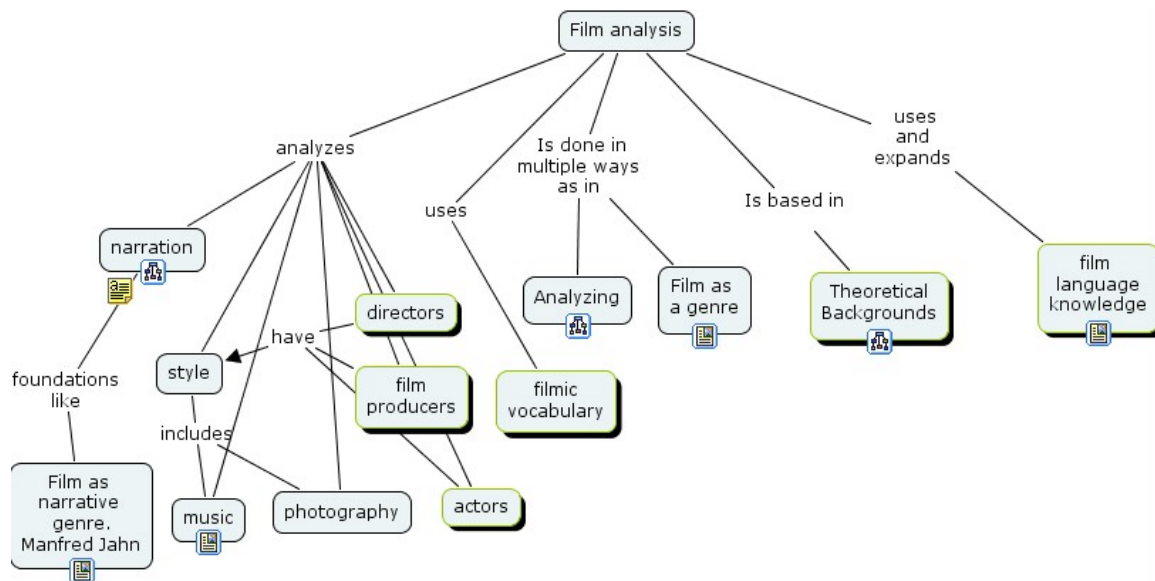 Film analysis
analyzes
uses
Is done in
multiple ways
as in
Is based in
uses
and
expands
narration
Analyzing
Film as
a genre
Theoretical
Backgrounds
film
language
knowledge
directors
have
style
film
producers
filmic
vocabulary
foundations
like
includes
Film as
narrative
genre.
Manfred Jahn
music
photography
actors